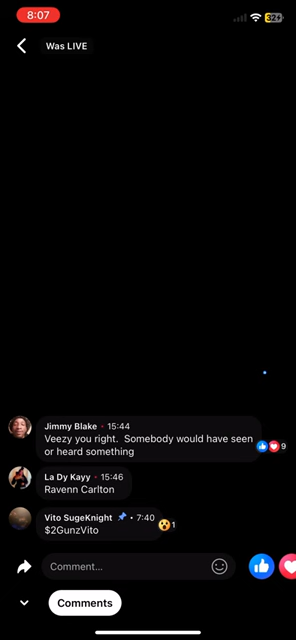 8:07
32
Was LIVE
Jimmy Blake • 15:44
Veezy you right.  Somebody would have seen
or heard something
9
La Dy Kayy • 15:46
Ravenn Carlton
Vito SugeKnight • 7:40
$2GunzVito
1
Comment...
Comments